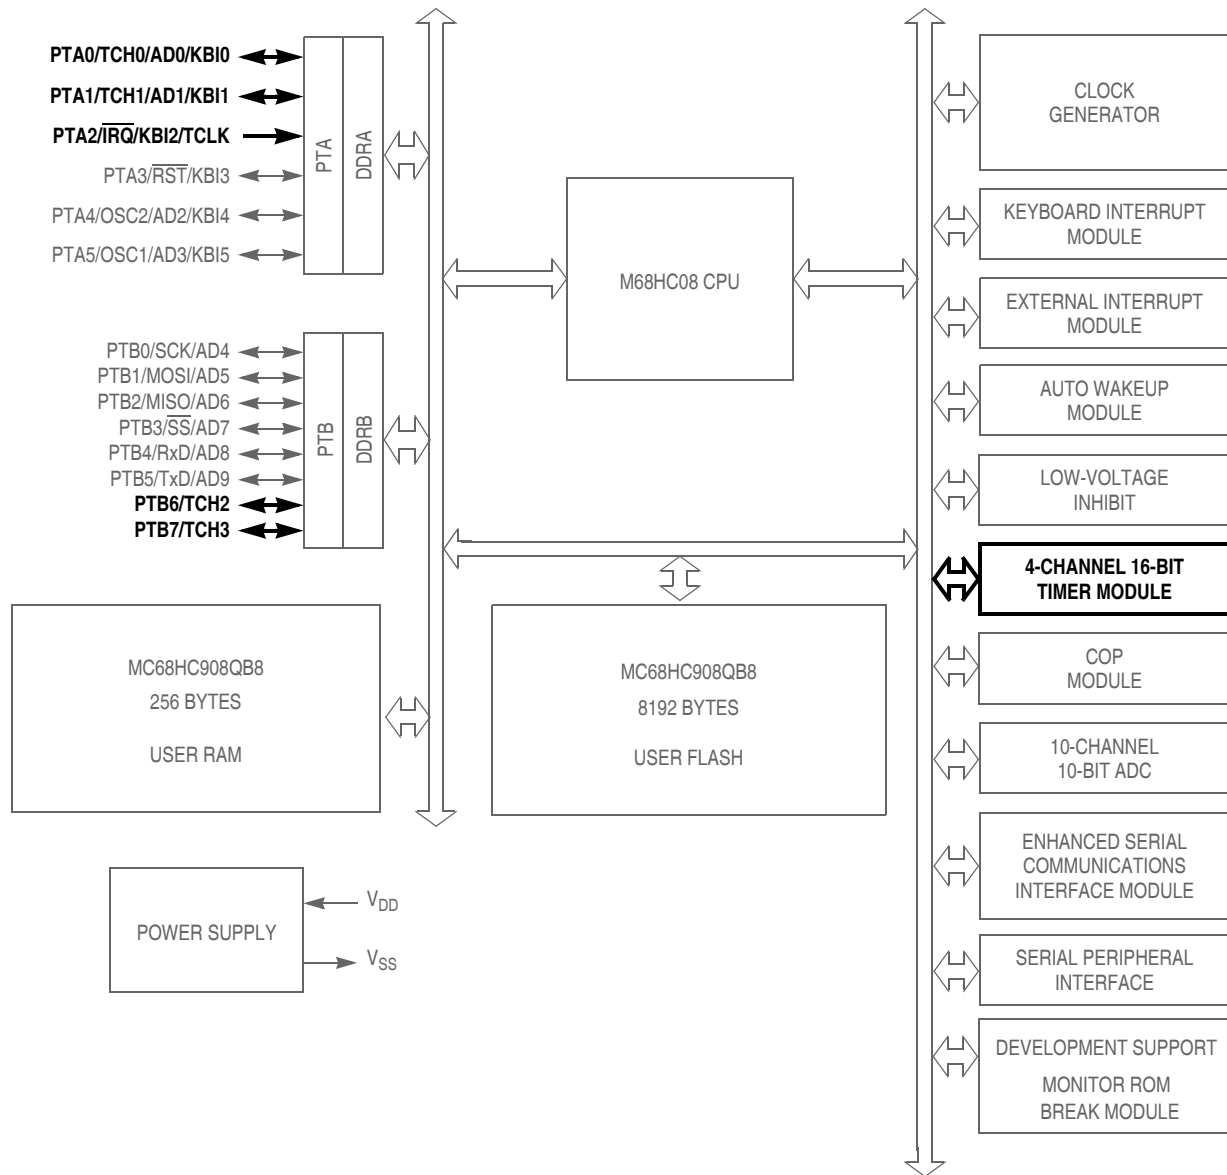 PTA0/TCH0/AD0/KBI0
PTA1/TCH1/AD1/KBI1
PTA2/IRQ/KBI2/TCLK
PTA3/RST/KBI3
PTA4/OSC2/AD2/KBI4
PTA5/OSC1/AD3/KBI5
PTA
DDRA
PTB0/SCK/AD4
PTB1/MOSI/AD5
PTB2/MISO/AD6
PTB3/SS/AD7
PTB4/RxD/AD8
PTB5/TxD/AD9
PTB6/TCH2
PTB7/TCH3
PTB
DDRB
M68HC08 CPU
MC68HC908QB8
256 BYTES
USER RAM
MC68HC908QB8
8192 BYTES
USER FLASH
POWER SUPPLY
VDD
VSS
CLOCK
GENERATOR
KEYBOARD INTERRUPT
MODULE
EXTERNAL INTERRUPT
MODULE
AUTO WAKEUP
MODULE
LOW-VOLTAGE
INHIBIT
4-CHANNEL 16-BIT
TIMER MODULE
COP
MODULE
10-CHANNEL
10-BIT ADC
ENHANCED SERIAL
COMMUNICATIONS
INTERFACE MODULE
SERIAL PERIPHERAL
INTERFACE
DEVELOPMENT SUPPORT
MONITOR ROM
BREAK MODULE